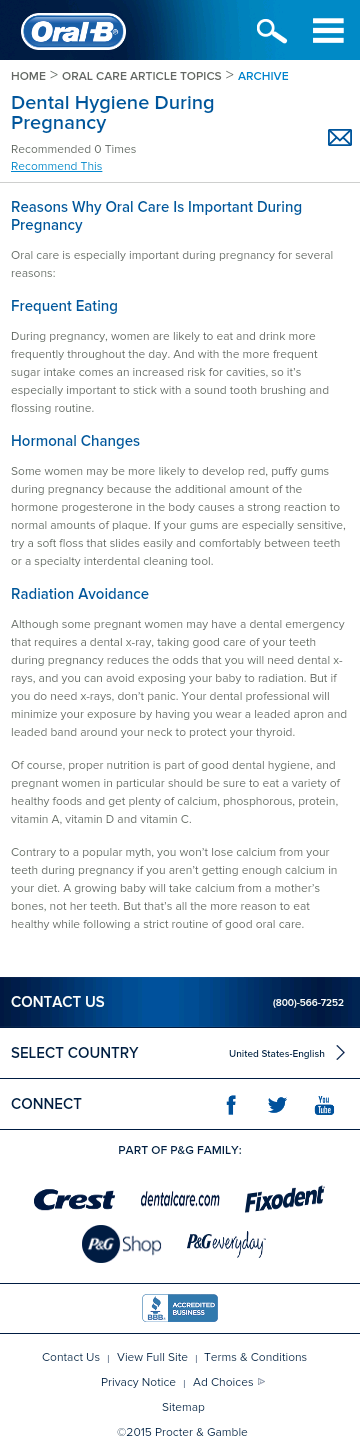 Oral-B
HOME > ORAL CARE ARTICLE TOPICS > ARCHIVE
Dental Hygiene During
Pregnancy
Recommended 0 Times
Recommend This
Reasons Why Oral Care Is Important During
Pregnancy
Oral care is especially important during pregnancy for several
reasons:
Frequent Eating
During pregnancy, women are likely to eat and drink more
frequently throughout the day. And with the more frequent
sugar intake comes an increased risk for cavities, so it's
especially important to stick with a sound tooth brushing and
flossing routine.
Hormonal Changes
Some women may be more likely to develop red, puffy gums
during pregnancy because the additional amount of the
hormone progesterone in the body causes a strong reaction to
normal amounts of plaque. If your gums are especially sensitive,
try a soft floss that slides easily and comfortably between teeth
or a specialty interdental cleaning tool.
Radiation Avoidance
Although some pregnant women may have a dental emergency
that requires a dental x-ray, taking good care of your teeth
during pregnancy reduces the odds that you will need dental x-
rays, and you can avoid exposing your baby to radiation. But if
you do need x-rays, don't panic. Your dental professional will
minimize your exposure by having you wear a leaded apron and
leaded band around your neck to protect your thyroid.
Of course, proper nutrition is part of good dental hygiene, and
pregnant women in particular should be sure to eat a variety of
healthy foods and get plenty of calcium, phosphorous, protein,
vitamin A, vitamin D and vitamin C.
Contrary to a popular myth, you won't lose calcium from your
teeth during pregnancy if you aren't getting enough calcium in
your diet. A growing baby will take calcium from a mother's
bones, not her teeth. But that's all the more reason to eat
healthy while following a strict routine of good oral care.
CONTACT US (800)-566-7252
SELECT COUNTRY United States-English
CONNECT You Tube
PART OF P&G FAMILY:
Crest dentalcare.com Fixodent
P&G Shop P&G everyday
BBB ACCREDITED BUSINESS
Contact Us | View Full Site | Terms & Conditions
Privacy Notice | Ad Choices
Sitemap
©2015 Procter & Gamble